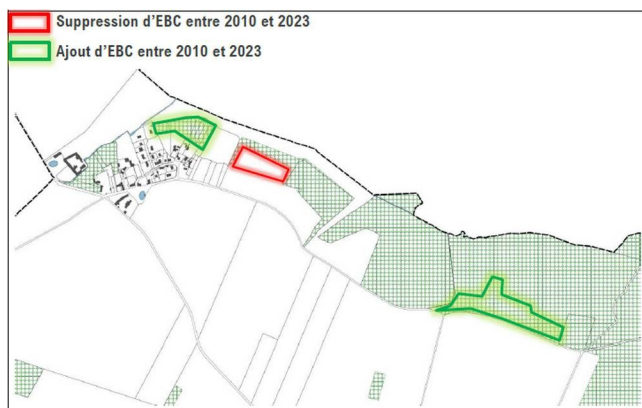 Suppression d’EBC entre 2010 et 2023
Ajout d’EBC entre 2010 et 2023